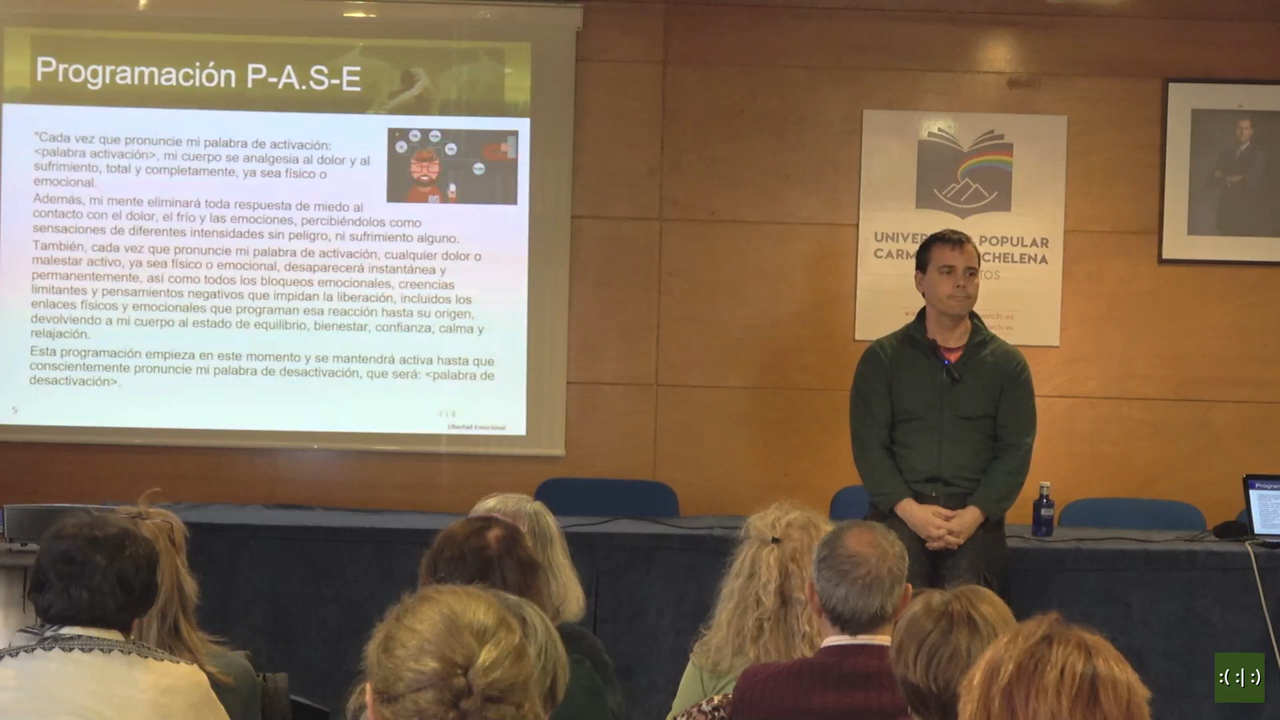 Programación P-A.S-E
"Cada vez que pronuncie mi palabra de activación:
<palabra activación>, mi cuerpo se analgesia al dolor y al
sufrimiento, total y completamente, ya sea físico o
emocional.
Además, mi mente eliminará toda respuesta de miedo al
contacto con el dolor, el frío y las emociones, percibiéndolos como
sensaciones de diferentes intensidades sin peligro, ni sufrimiento alguno.
También, cada vez que pronuncie mi palabra de activación, cualquier dolor o
malestar activo, ya sea físico o emocional, desaparecerá instantánea y
permanentemente, así como todos los bloqueos emocionales, creencias
limitantes y pensamientos negativos que impidan la liberación, incluidos los
enlaces físicos y emocionales que programan esa reacción hasta su origen,
devolviendo a mi cuerpo al estado de equilibrio, bienestar, confianza, calma y
relajación.
Esta programación empieza en este momento y se mantendrá activa hasta que
conscientemente pronuncie mi palabra de desactivación, que será: <palabra de
desactivación>.
5
Libertad Emocional
POPULAR
CARM CHELENA
TOS
:( :| :)